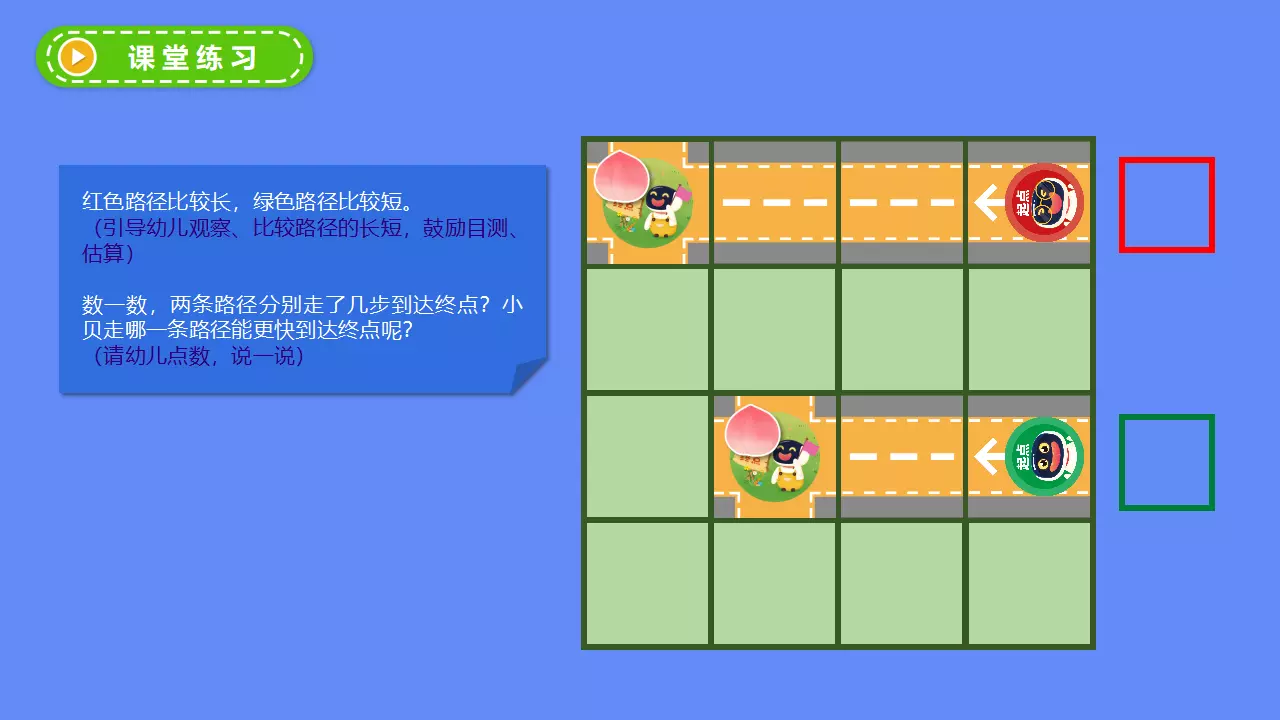 课堂练习
红色路径比较长，绿色路径比较短。
（引导幼儿观察、比较路径的长短，鼓励目测、
估算）
数一数，两条路径分别走了几步到达终点？小
贝走哪一条路径能更快到达终点呢？
（请幼儿点数，说一说）
起点
起点